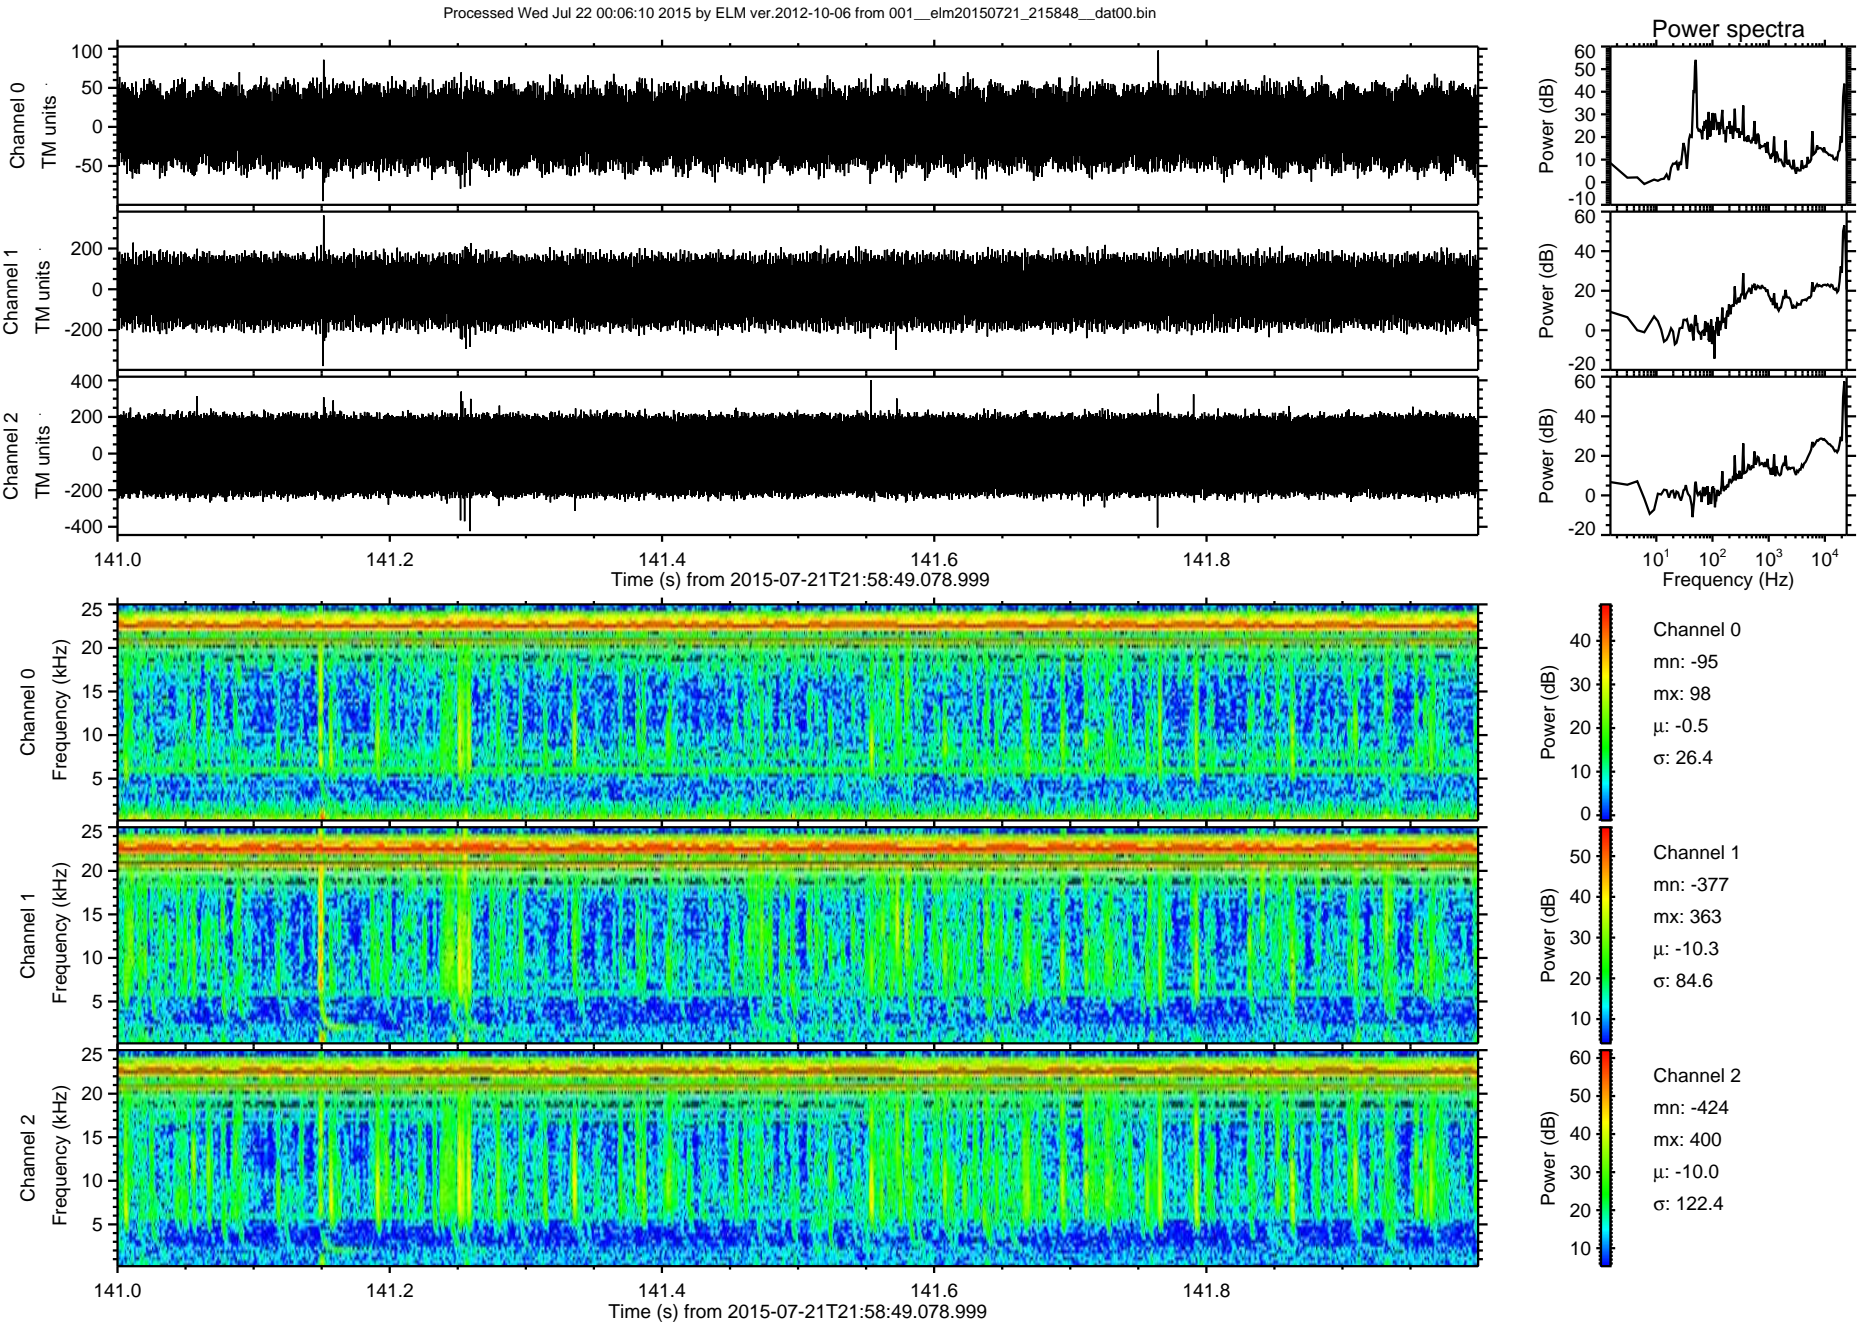 Processed Wed Jul 22 00:06:10 2015 by ELM ver.2012-10-06 from 001__elm20150721_215848__dat00.bin
Power spectra
Channel 0
TM units
100
50
0
-50
Power (dB)
60
50
40
30
20
10
0
-10
Channel 1
TM units
200
0
-200
Power (dB)
60
40
20
0
-20
Channel 2
TM units
400
200
0
-200
-400
Power (dB)
60
40
20
0
-20
141.0 141.2 141.4 141.6 141.8
Time (s) from 2015-07-21T21:58:49.078.999
10¹ 10² 10³ 10⁴
Frequency (Hz)
Channel 0
Frequency (kHz)
25
20
15
10
5
Power (dB)
40
30
20
10
0
Channel 0
mn: -95
mx: 98
μ: -0.5
σ: 26.4
Channel 1
Frequency (kHz)
25
20
15
10
5
Power (dB)
50
40
30
20
10
Channel 1
mn: -377
mx: 363
μ: -10.3
σ: 84.6
Channel 2
Frequency (kHz)
25
20
15
10
5
Power (dB)
60
50
40
30
20
10
Channel 2
mn: -424
mx: 400
μ: -10.0
σ: 122.4
141.0 141.2 141.4 141.6 141.8
Time (s) from 2015-07-21T21:58:49.078.999